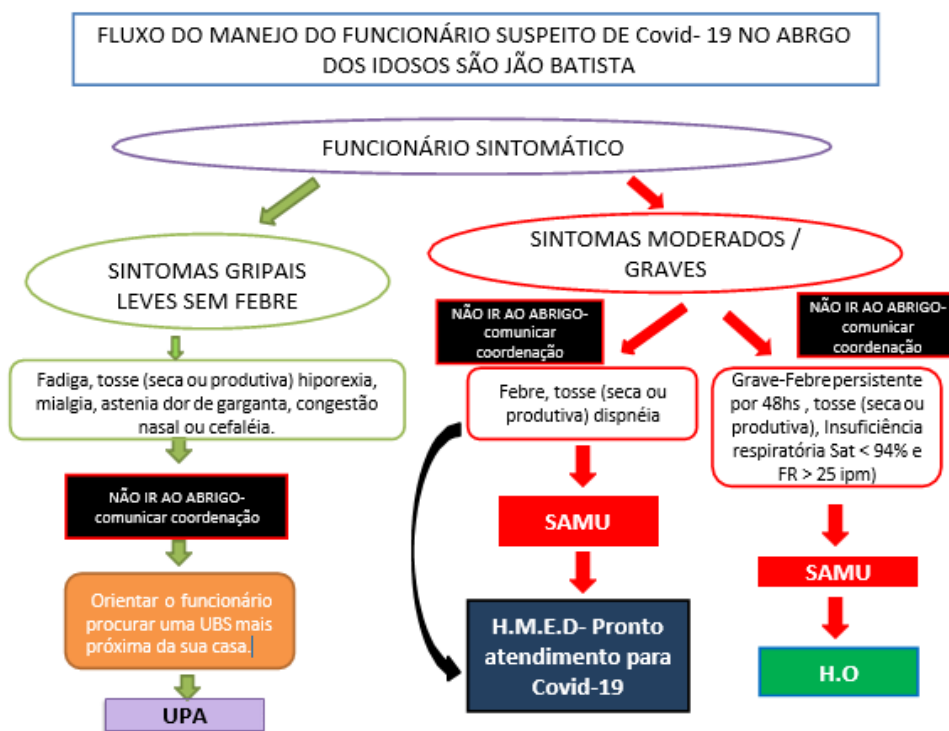 FLUXO DO MANEJO DO FUNCIONÁRIO SUSPEITO DE Covid- 19 NO ABRGO
DOS IDOSOS SÃO JÃO BATISTA
FUNCIONÁRIO SINTOMÁTICO
SINTOMAS GRIPAIS
LEVES SEM FEBRE
Fadiga, tosse (seca ou produtiva) hiporexia,
mialgia, astenia dor de garganta, congestão
nasal ou cefaléia.
NÃO IR AO ABRIGO-
comunicar coordenação
Orientar o funcionário
procurar uma UBS mais
próxima da sua casa.
UPA
SINTOMAS MODERADOS /
GRAVES
NÃO IR AO ABRIGO-
comunicar
coordenação
Febre, tosse (seca ou
produtiva) dispnéia
SAMU
H.M.E.D- Pronto
atendimento para
Covid-19
NÃO IR AO ABRIGO-
comunicar
coordenação
Grave-Febre persistente
por 48hs , tosse (seca ou
produtiva), Insuficiência
respiratória Sat < 94% e
FR > 25 ipm)
SAMU
H.O